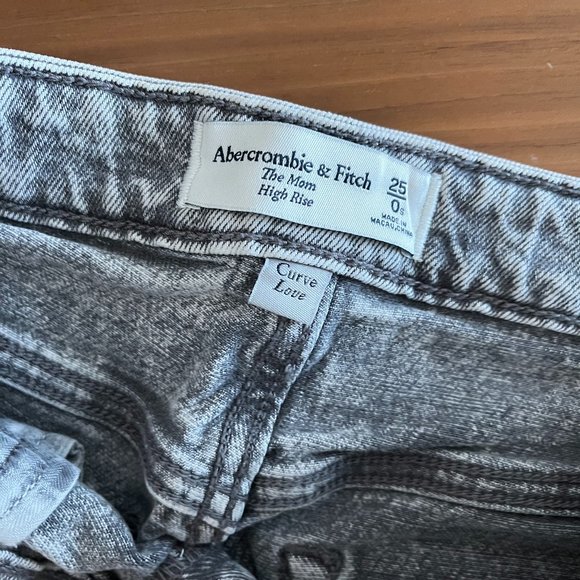 Abercrombie & Fitch
The Mom
High Rise
25
0S
MADE IN
MACAU, CHINA
Curve
Love